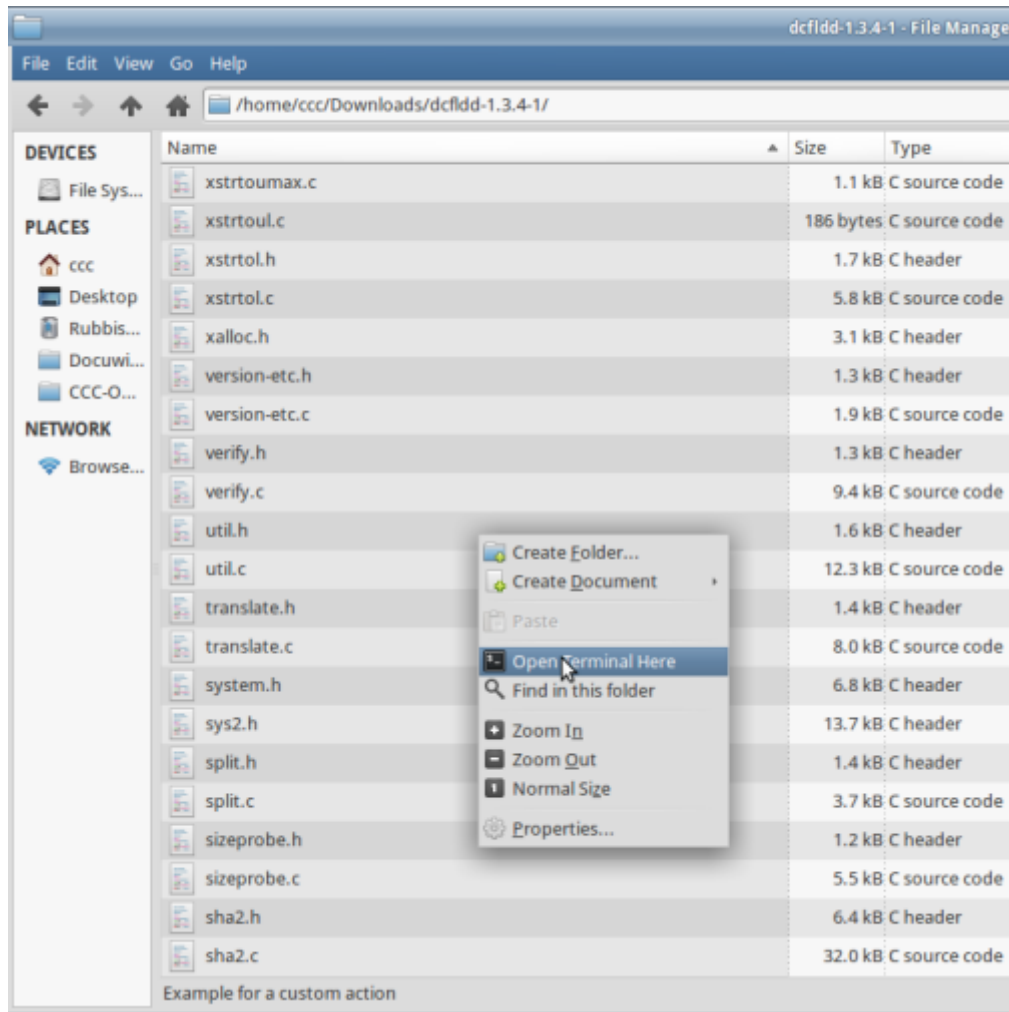 dcfldd-1.3.4-1 - File Manage
File Edit View Go Help
/home/ccc/Downloads/dcfldd-1.3.4-1/
DEVICES
File Sys...
PLACES
ccc
Desktop
Rubbis...
Docuwi...
CCC-O...
NETWORK
Browse...
Name Size Type
xstrtoumax.c 1.1 kB C source code
xstrtoul.c 186 bytes C source code
xstrtol.h 1.7 kB C header
xstrtol.c 5.8 kB C source code
xalloc.h 3.1 kB C header
version-etc.h 1.3 kB C header
version-etc.c 1.9 kB C source code
verify.h 1.3 kB C header
verify.c 9.4 kB C source code
util.h 1.6 kB C header
util.c 12.3 kB C source code
translate.h 1.4 kB C header
translate.c 8.0 kB C source code
system.h 6.8 kB C header
sys2.h 13.7 kB C header
split.h 1.4 kB C header
split.c 3.7 kB C source code
sizeprobe.h 1.2 kB C header
sizeprobe.c 5.5 kB C source code
sha2.h 6.4 kB C header
sha2.c 32.0 kB C source code
Create Folder...
Create Document
Paste
Open Terminal Here
Find in this folder
Zoom In
Zoom Out
Normal Size
Properties...
Example for a custom action